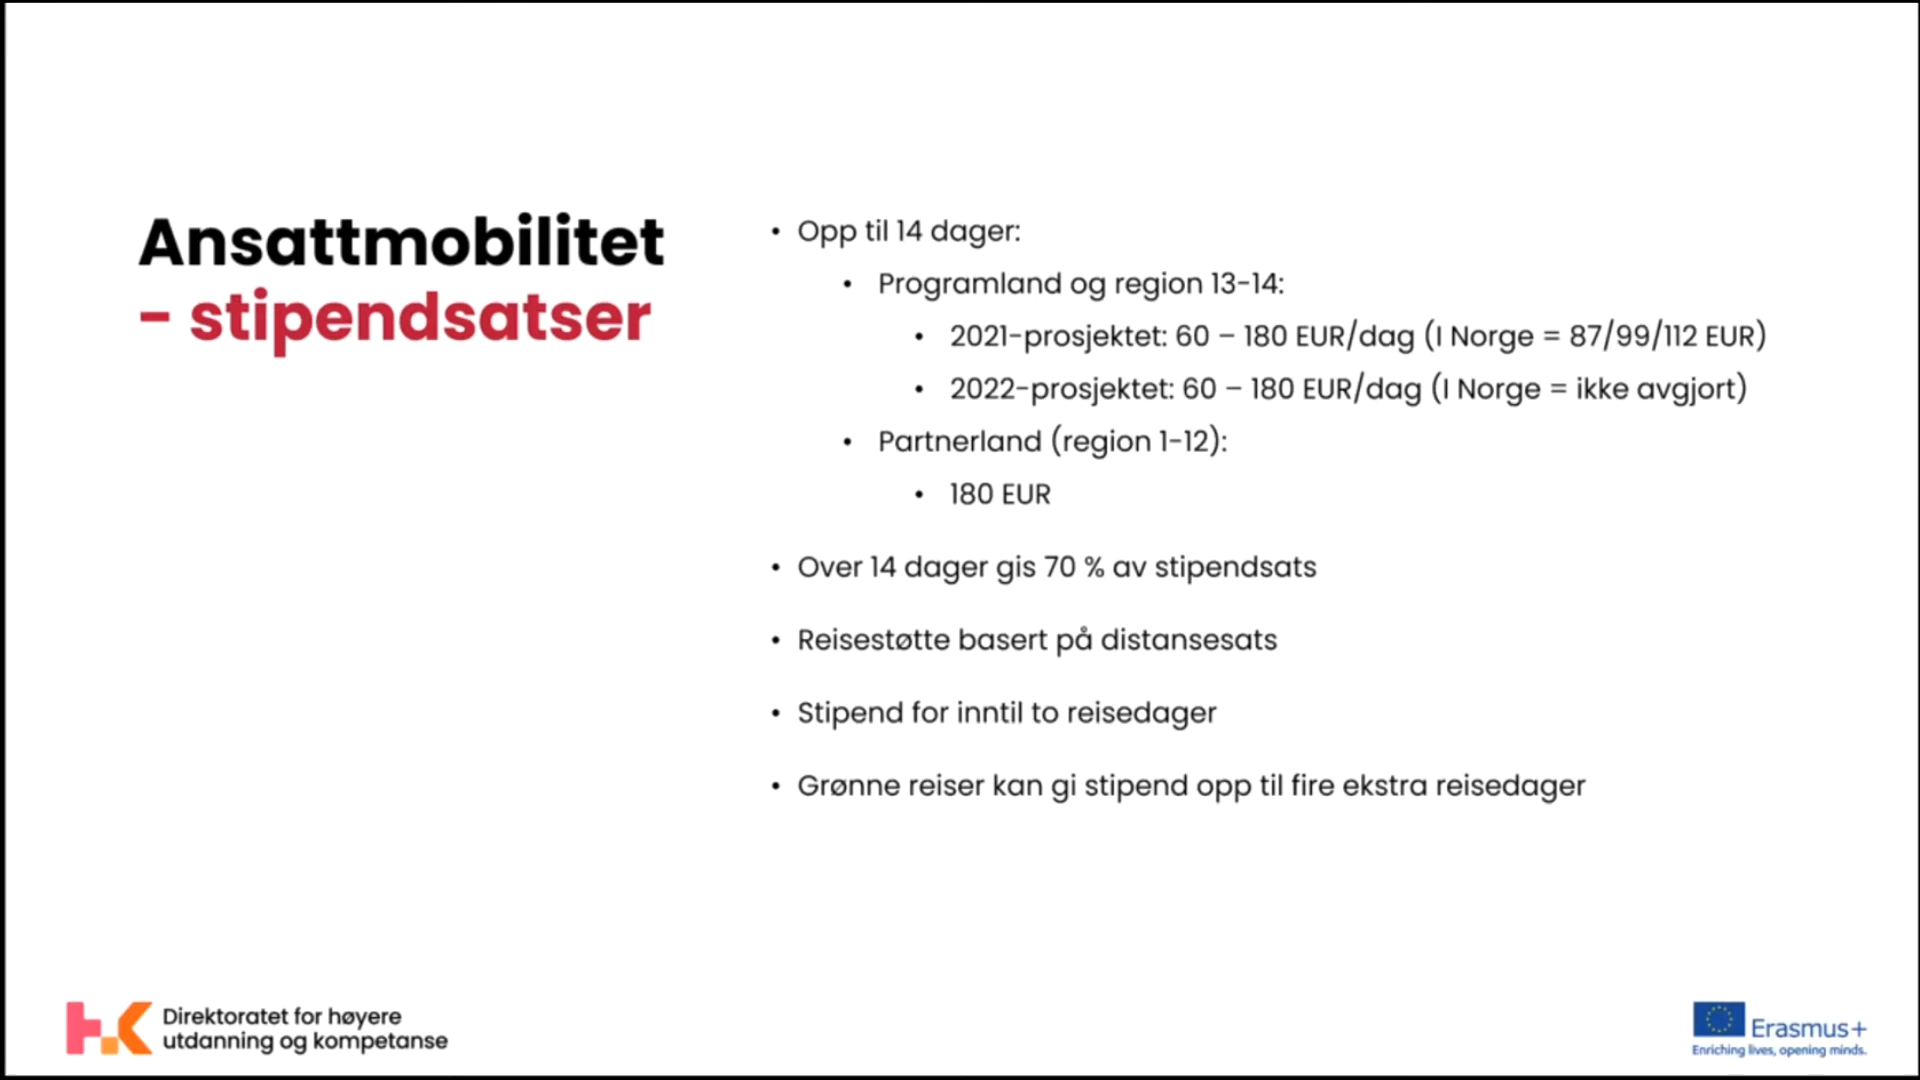 Ansattmobilitet
- stipendsatser
• Opp til 14 dager:
• Programland og region 13-14:
• 2021-prosjektet: 60 – 180 EUR/dag (I Norge = 87/99/112 EUR)
• 2022-prosjektet: 60 – 180 EUR/dag (I Norge = ikke avgjort)
• Partnerland (region 1-12):
• 180 EUR
• Over 14 dager gis 70 % av stipendsats
• Reisestøtte basert på distansesats
• Stipend for inntil to reisedager
• Grønne reiser kan gi stipend opp til fire ekstra reisedager
Direktoratet for høyere
utdanning og kompetanse
Erasmus+
Enriching lives, opening minds.